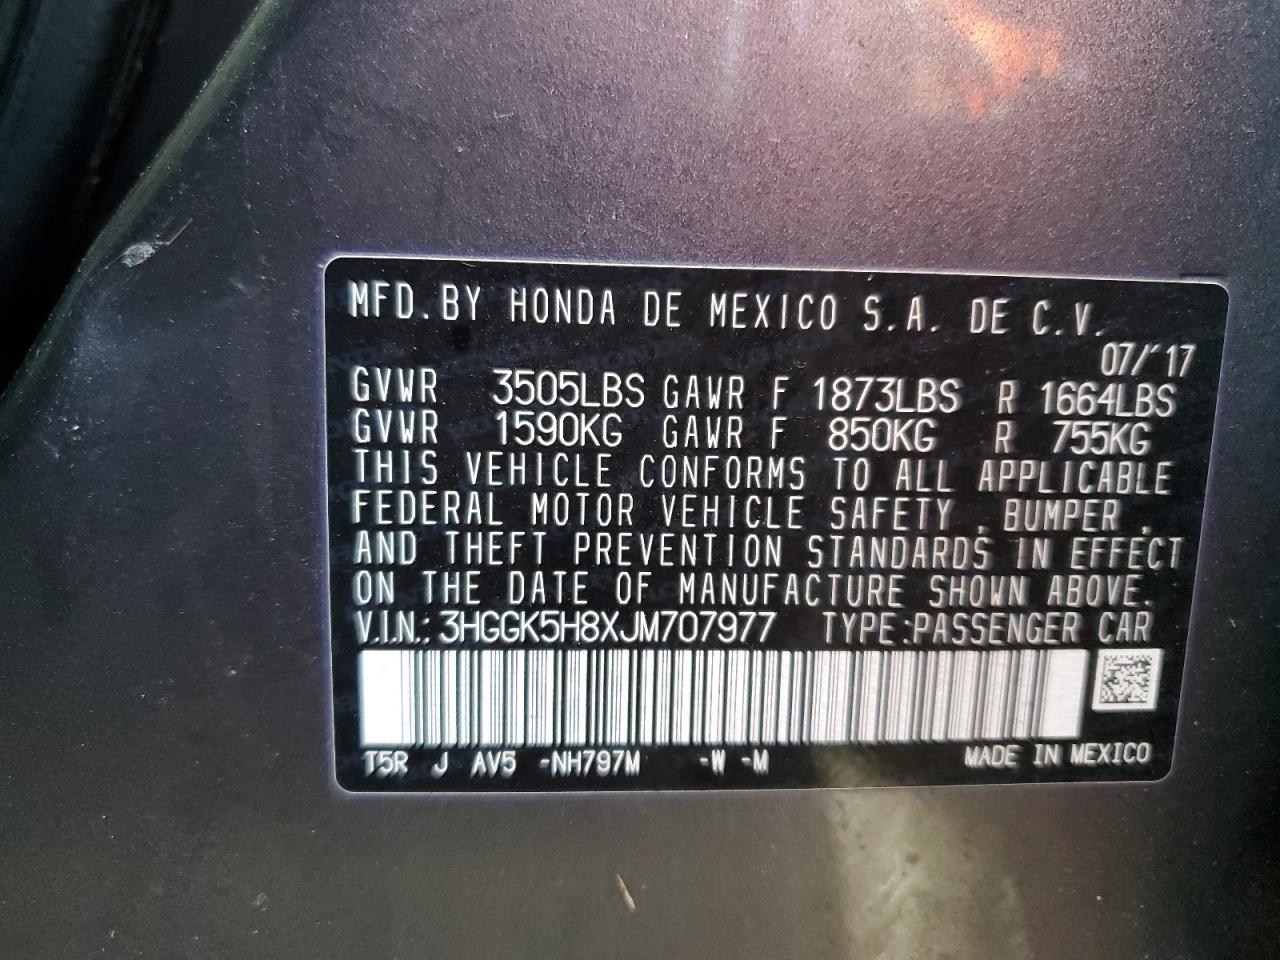 MFD. BY HONDA DE MEXICO S.A. DE C.V.
07/'17
GVWR 3505LBS GAWR F 1873LBS R 1664LBS
GVWR 1590KG GAWR F 850KG R 755KG
THIS VEHICLE CONFORMS TO ALL APPLICABLE
FEDERAL MOTOR VEHICLE SAFETY , BUMPER ,
AND THEFT PREVENTION STANDARDS IN EFFECT
ON THE DATE OF MANUFACTURE SHOWN ABOVE.
V.I.N.: 3HGGK5H8XJM707977 TYPE:PASSENGER CAR
T5R J AV5 -NH797M -W -M MADE IN MEXICO